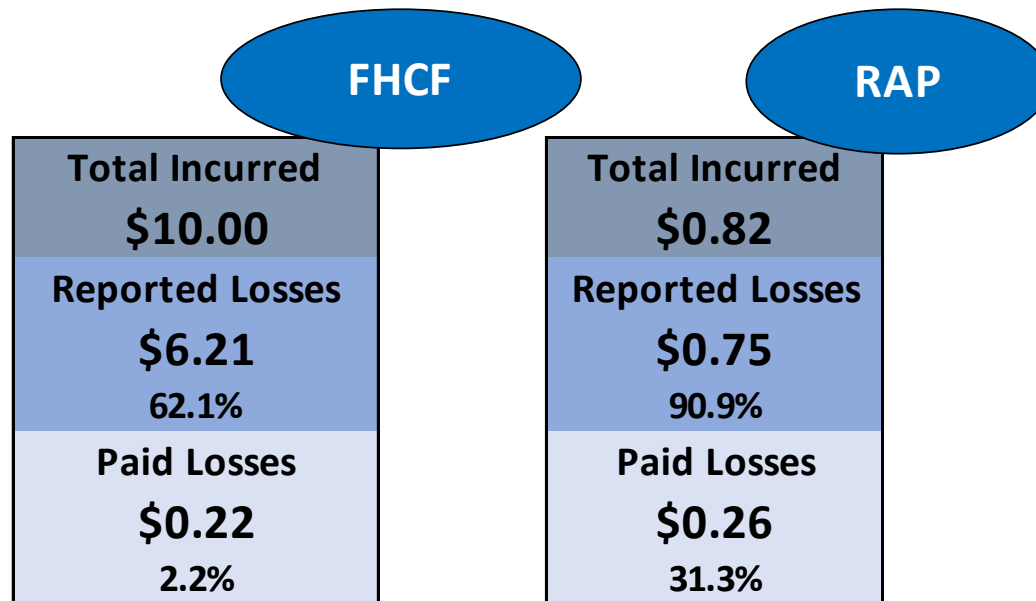 FHCF
Total Incurred
$10.00
Reported Losses
$6.21
62.1%
Paid Losses
$0.22
2.2%
RAP
Total Incurred
$0.82
Reported Losses
$0.75
90.9%
Paid Losses
$0.26
31.3%